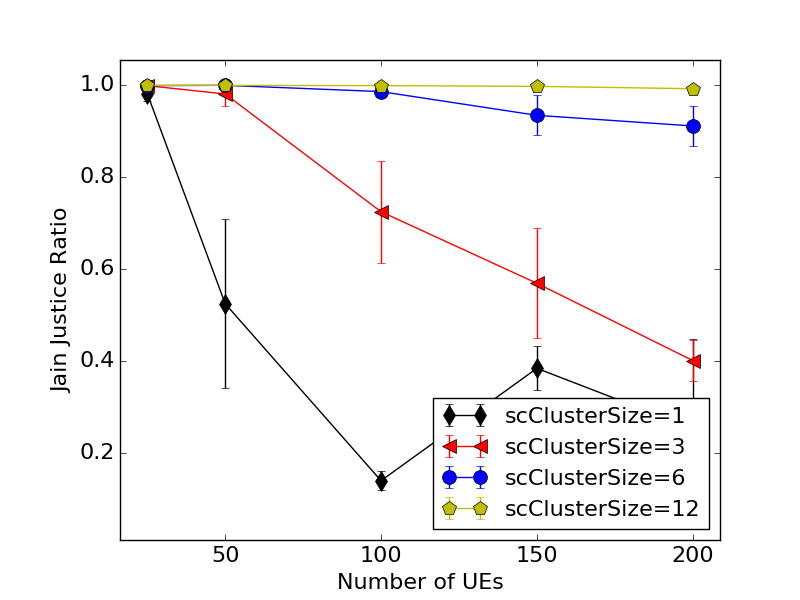 1.0
0.8
0.6
0.4
0.2
Jain Justice Ratio
50 100 150 200
Number of UEs
scClusterSize=1
scClusterSize=3
scClusterSize=6
scClusterSize=12